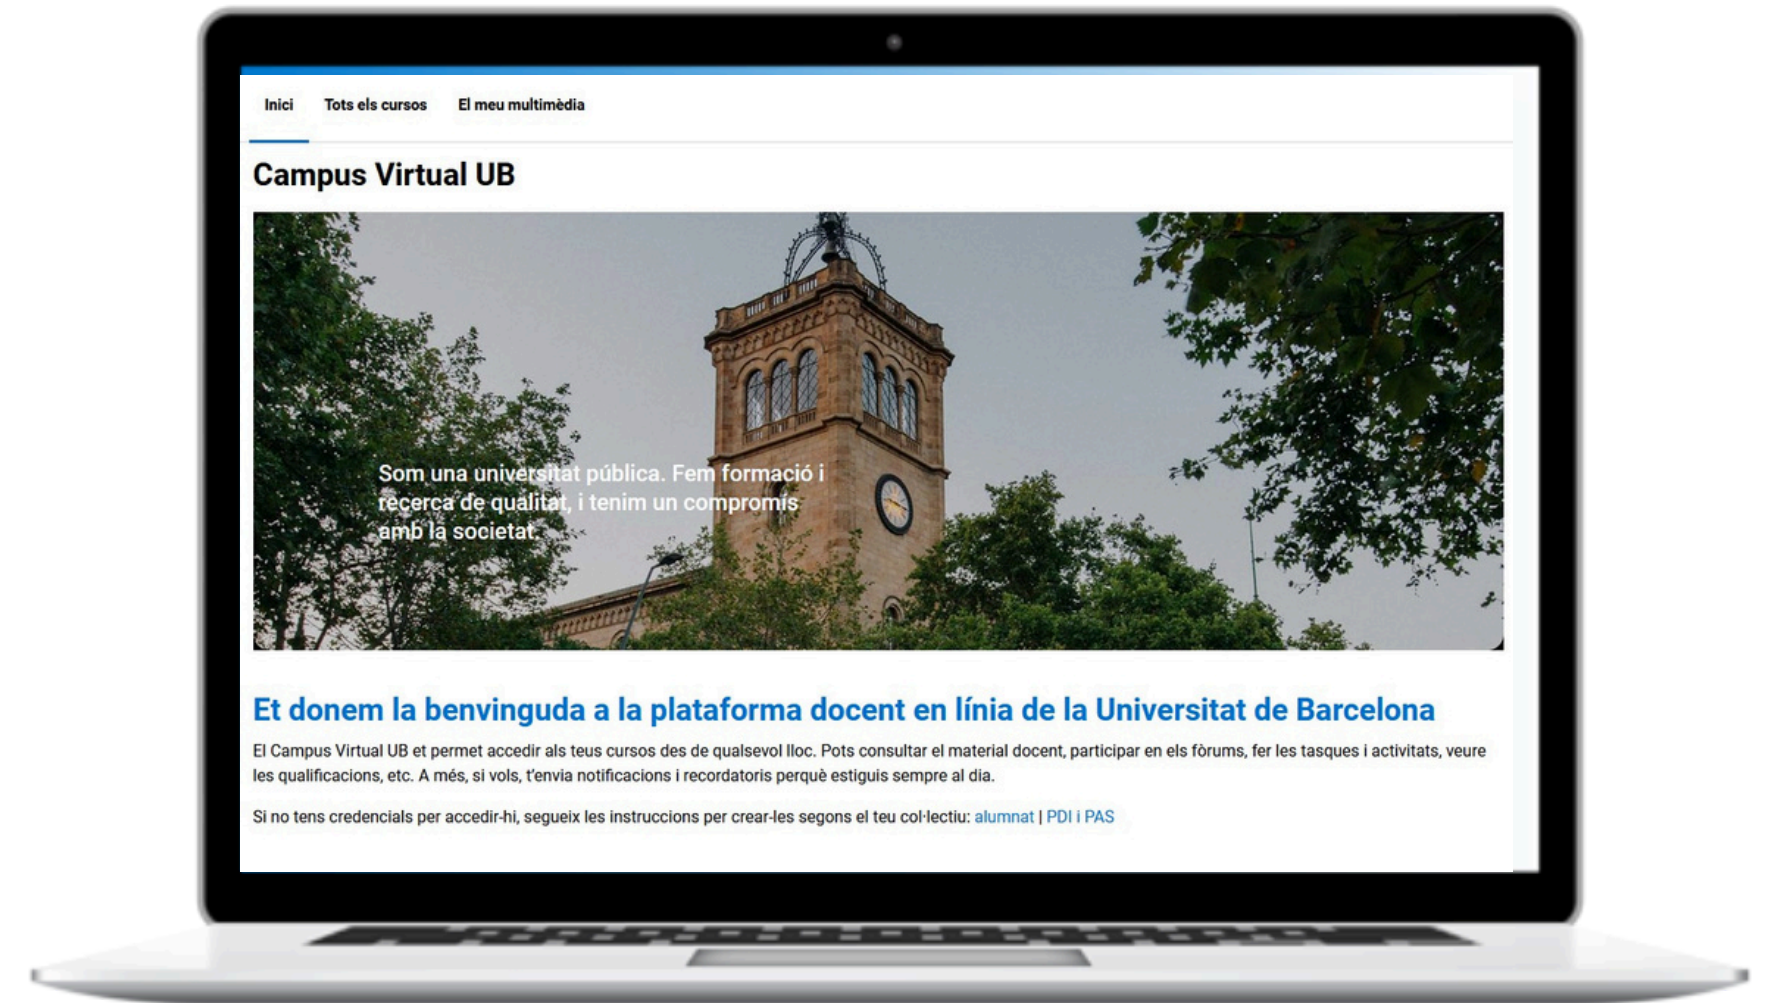 Inici
Tots els cursos
El meu multimèdia
Campus Virtual UB
Som una universitat pública. Fem formació i
recerca de qualitat, i tenim un compromís
amb la societat.
Et donem la benvinguda a la plataforma docent en línia de la Universitat de Barcelona
El Campus Virtual UB et permet accedir als teus cursos des de qualsevol lloc. Pots consultar el material docent, participar en els fòrums, fer les tasques i activitats, veure
les qualificacions, etc. A més, si vols, t'envia notificacions i recordatoris perquè estiguis sempre al dia.
Si no tens credencials per accedir-hi, segueix les instruccions per crear-les segons el teu col·lectiu: alumnat | PDI i PAS